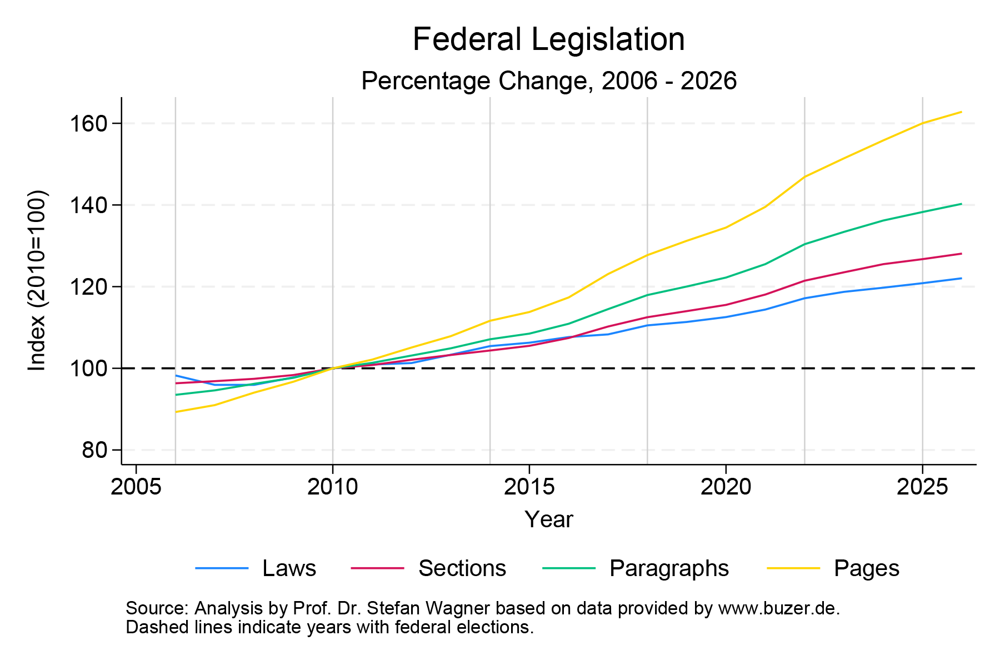 Federal Legislation
Percentage Change, 2006 - 2026
Index (2010=100)
160
140
120
100
80
2005
2010
2015
2020
2025
Year
Laws
Sections
Paragraphs
Pages
Source: Analysis by Prof. Dr. Stefan Wagner based on data provided by www.buzer.de.
Dashed lines indicate years with federal elections.